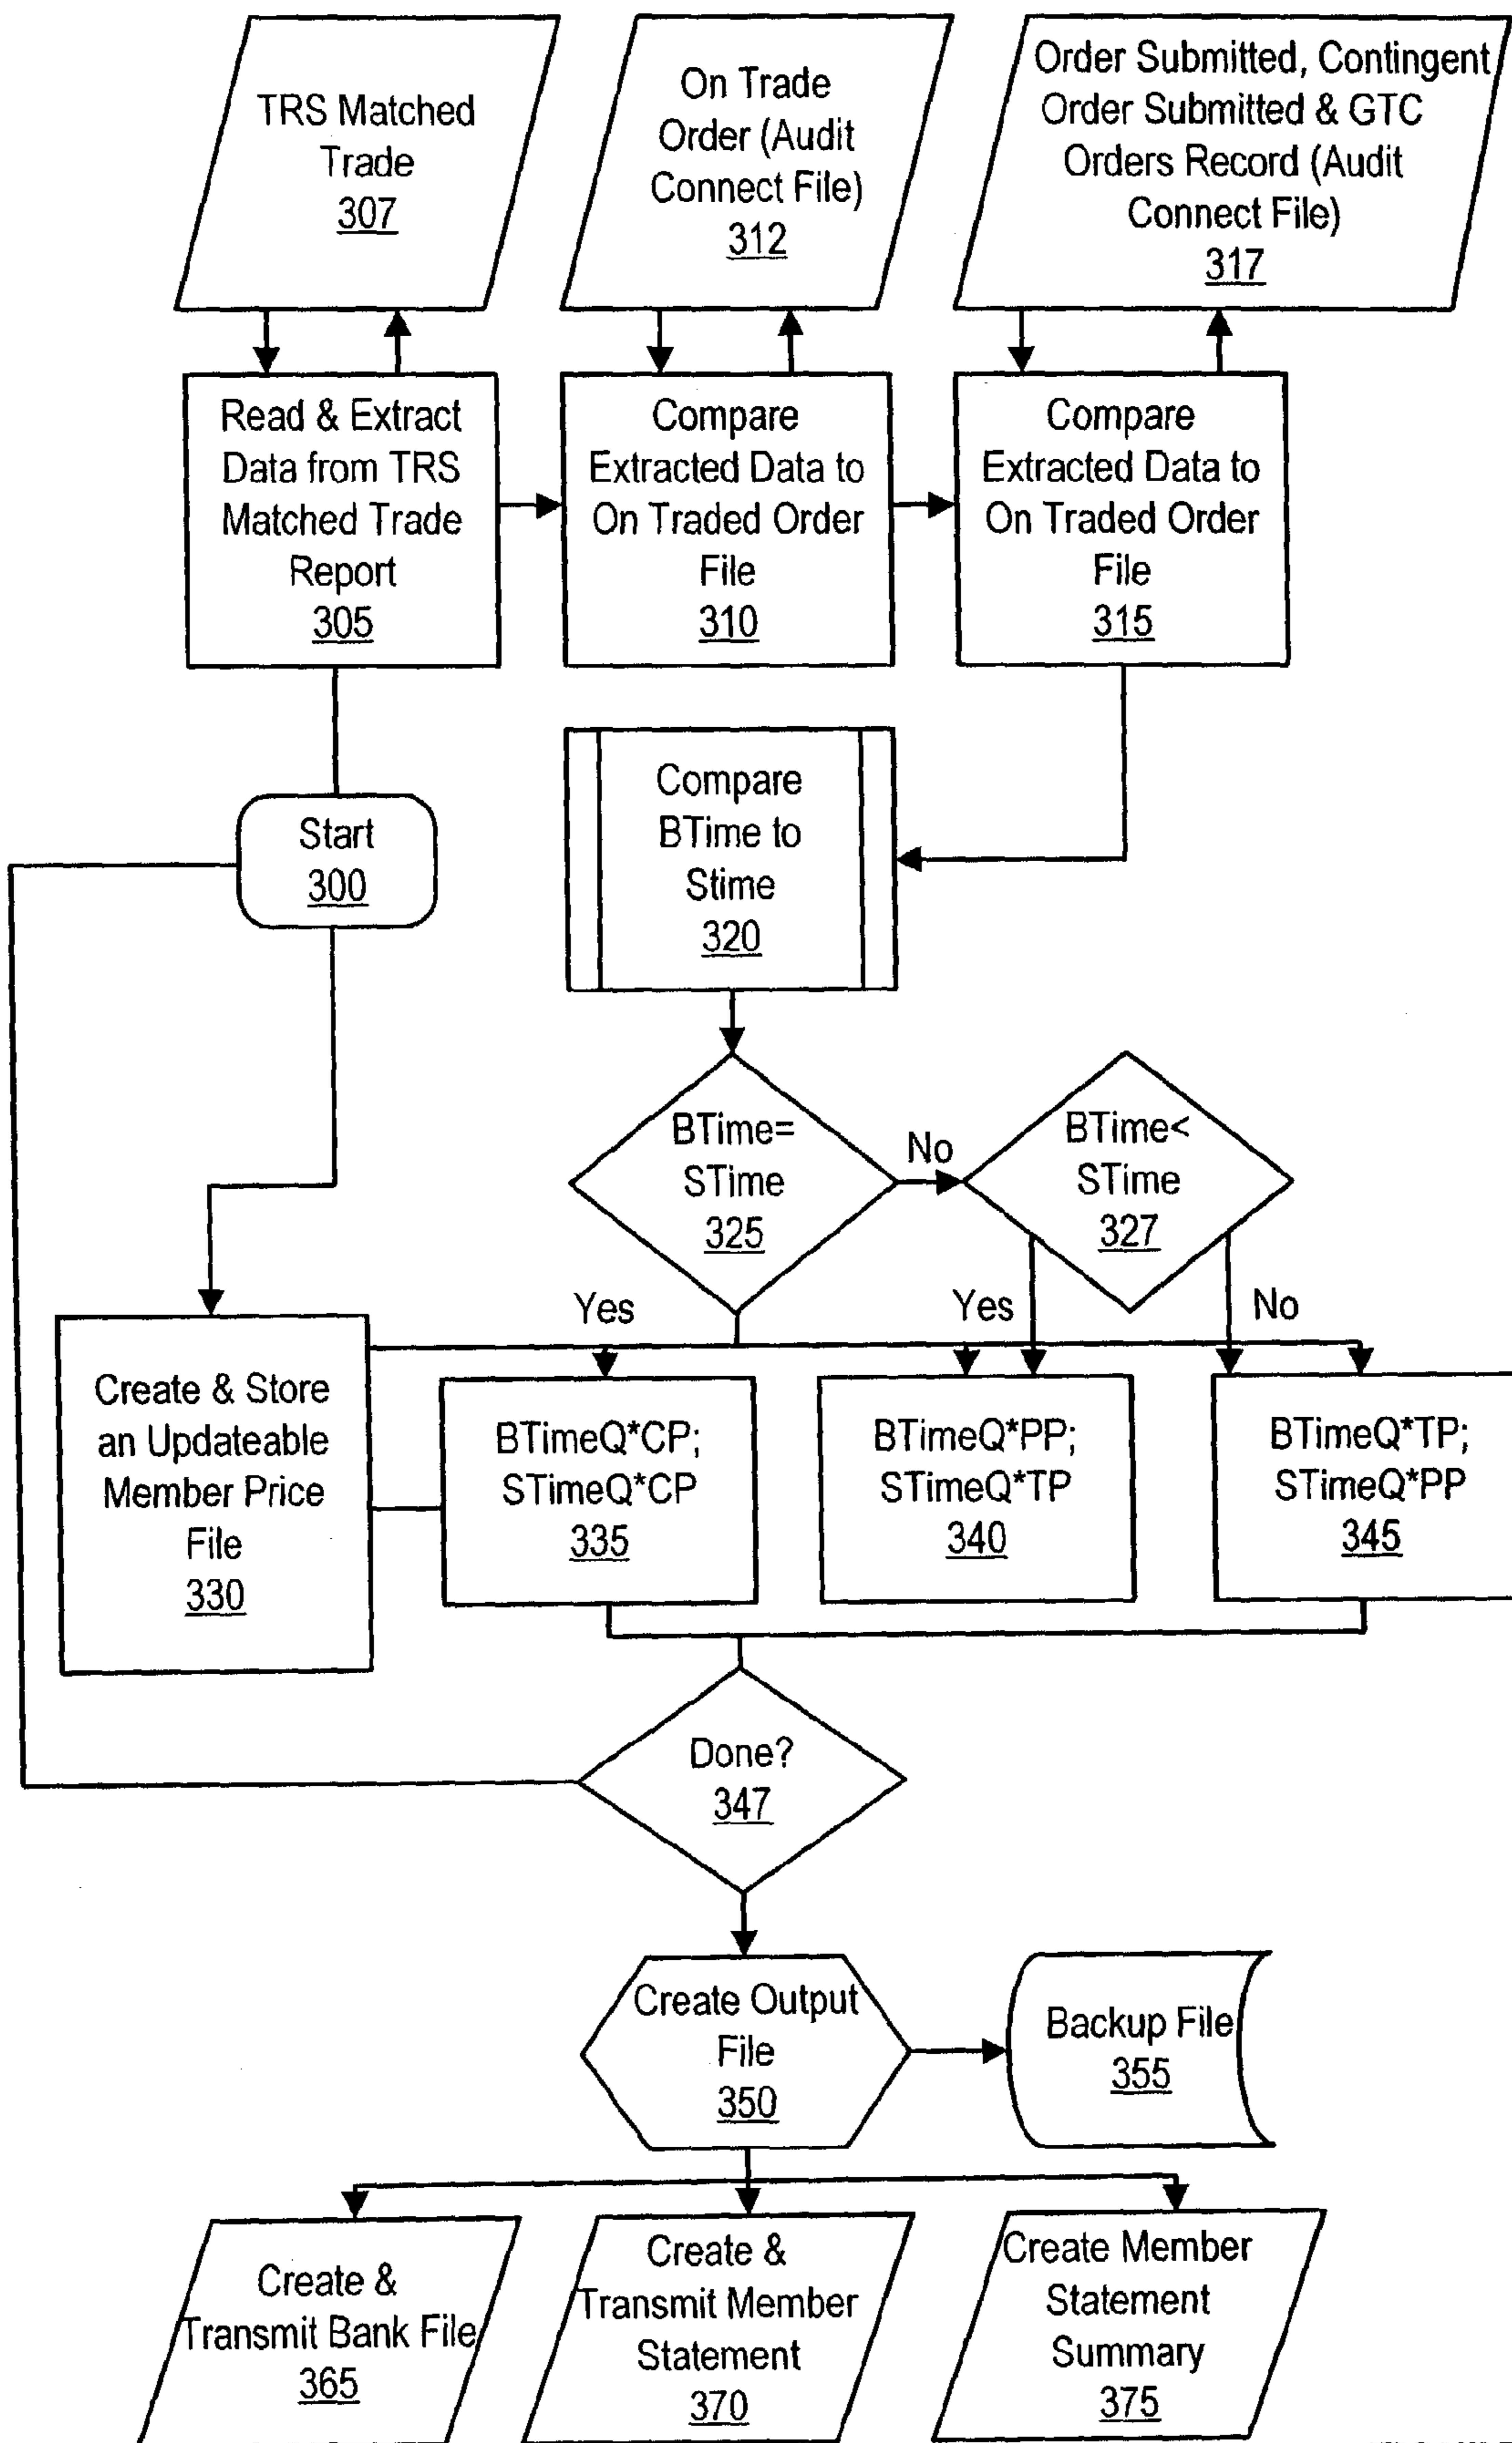 TRS Matched
Trade
307
On Trade
Order (Audit
Connect File)
312
Order Submitted, Contingent
Order Submitted & GTC
Orders Record (Audit
Connect File)
317
Read & Extract
Data from TRS
Matched Trade
Report
305
Compare
Extracted Data to
On Traded Order
File
310
Compare
Extracted Data to
On Traded Order
File
315
Start
300
Compare
BTime to
Stime
320
BTime=
STime
325
No
BTime<
STime
327
Yes
Yes
No
Create & Store
an Updateable
Member Price
File
330
BTimeQ*CP;
STimeQ*CP
335
BTimeQ*PP;
STimeQ*TP
340
BTimeQ*TP;
STimeQ*PP
345
Done?
347
Create Output
File
350
Backup File
355
Create &
Transmit Bank File
365
Create &
Transmit Member
Statement
370
Create Member
Statement
Summary
375